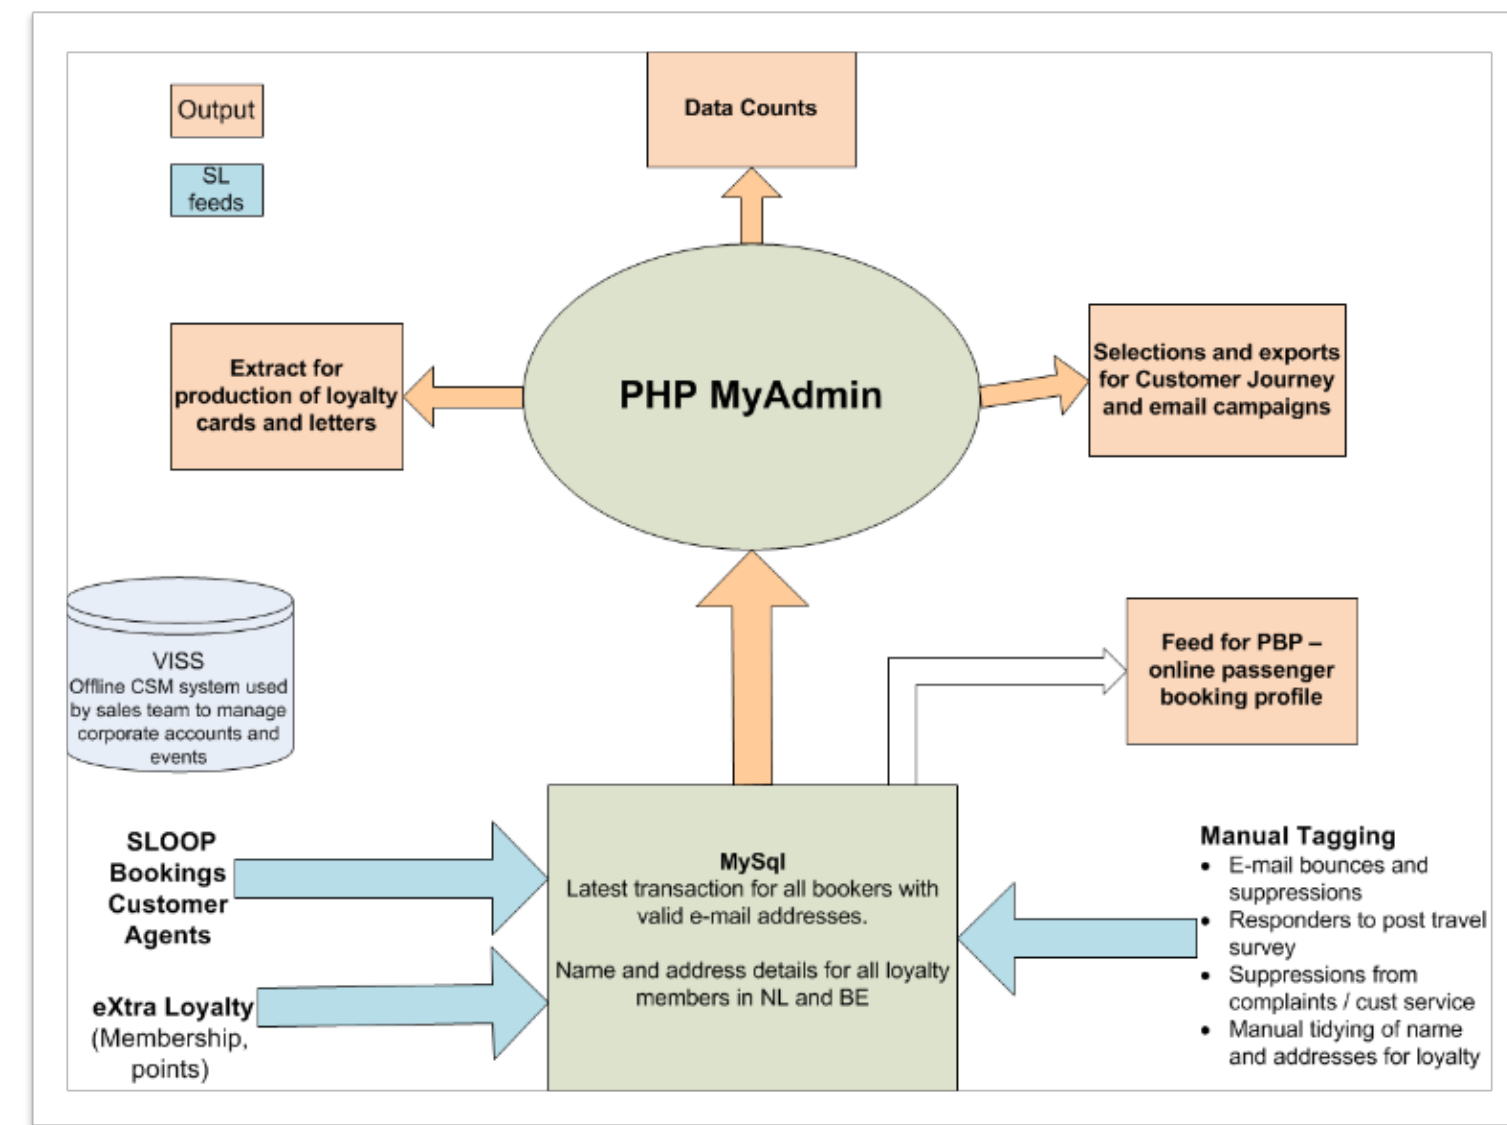 Output
SL
feeds
Data Counts
Extract for
production of loyalty
cards and letters
PHP MyAdmin
Selections and exports
for Customer Journey
and email campaigns
VISS
Offline CSM system used
by sales team to manage
corporate accounts and
events
Feed for PBP –
online passenger
booking profile
SLOOP
Bookings
Customer
Agents
eXtra Loyalty
(Membership,
points)
MySql
Latest transaction for all bookers with
valid e-mail addresses.
Name and address details for all loyalty
members in NL and BE
Manual Tagging
• E-mail bounces and
suppressions
• Responders to post travel
survey
• Suppressions from
complaints / cust service
• Manual tidying of name
and addresses for loyalty